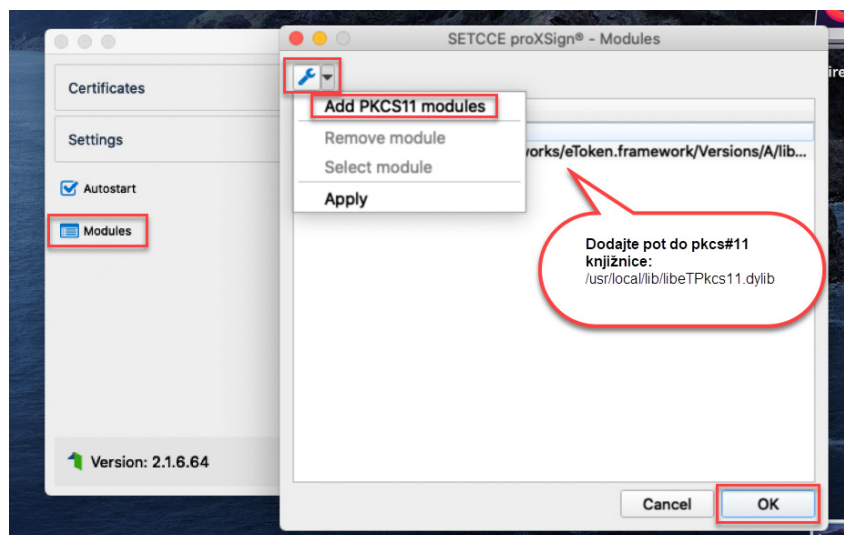 SETCCE proXSign® - Modules
Certificates
Settings
Autostart
Modules
Version: 2.1.6.64
Add PKCS11 modules
Remove module
Select module
Apply
/orks/eToken.framework/Versions/A/lib...
Dodajte pot do pkcs#11
knjižnice:
/usr/local/lib/libeTPkcs11.dylib
Cancel
OK